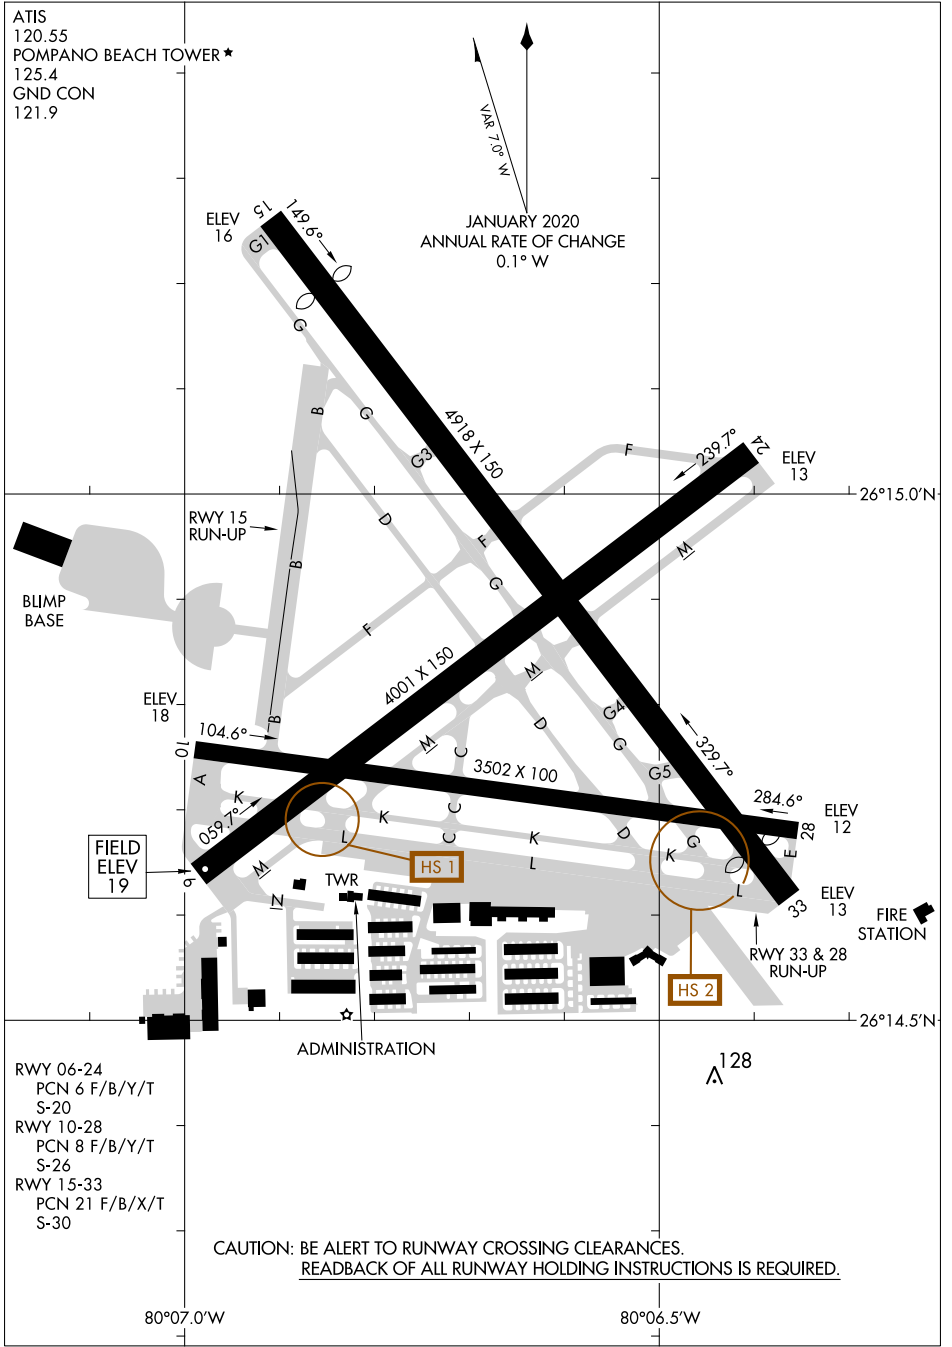 ATIS
120.55
POMPANO BEACH TOWER★
125.4
GND CON
121.9
VAR 7.0° W
JANUARY 2020
ANNUAL RATE OF CHANGE
0.1° W
ELEV
16
15
149.6°
G1
G
B
G
G3
4918 X 150
F
239.7°
24
ELEV
13
26°15.0'N
RWY 15
RUN-UP
D
F
M
B
G
BLIMP
BASE
F
4001 X 150
M
ELEV
18
B
104.6°
10
M
C
D
G4
G
329.7°
A
3502 X 100
G5
284.6°
28
ELEV
12
K
059.7°
K
C
C
K
D
G
K
E
L
L
L
FIELD
ELEV
19
6
M
HS 1
N
TWR
33
ELEV
13
FIRE
STATION
RWY 33 & 28
RUN-UP
HS 2
26°14.5'N
ADMINISTRATION
128
RWY 06-24
PCN 6 F/B/Y/T
S-20
RWY 10-28
PCN 8 F/B/Y/T
S-26
RWY 15-33
PCN 21 F/B/X/T
S-30
CAUTION: BE ALERT TO RUNWAY CROSSING CLEARANCES.
READBACK OF ALL RUNWAY HOLDING INSTRUCTIONS IS REQUIRED.
80°07.0'W
80°06.5'W